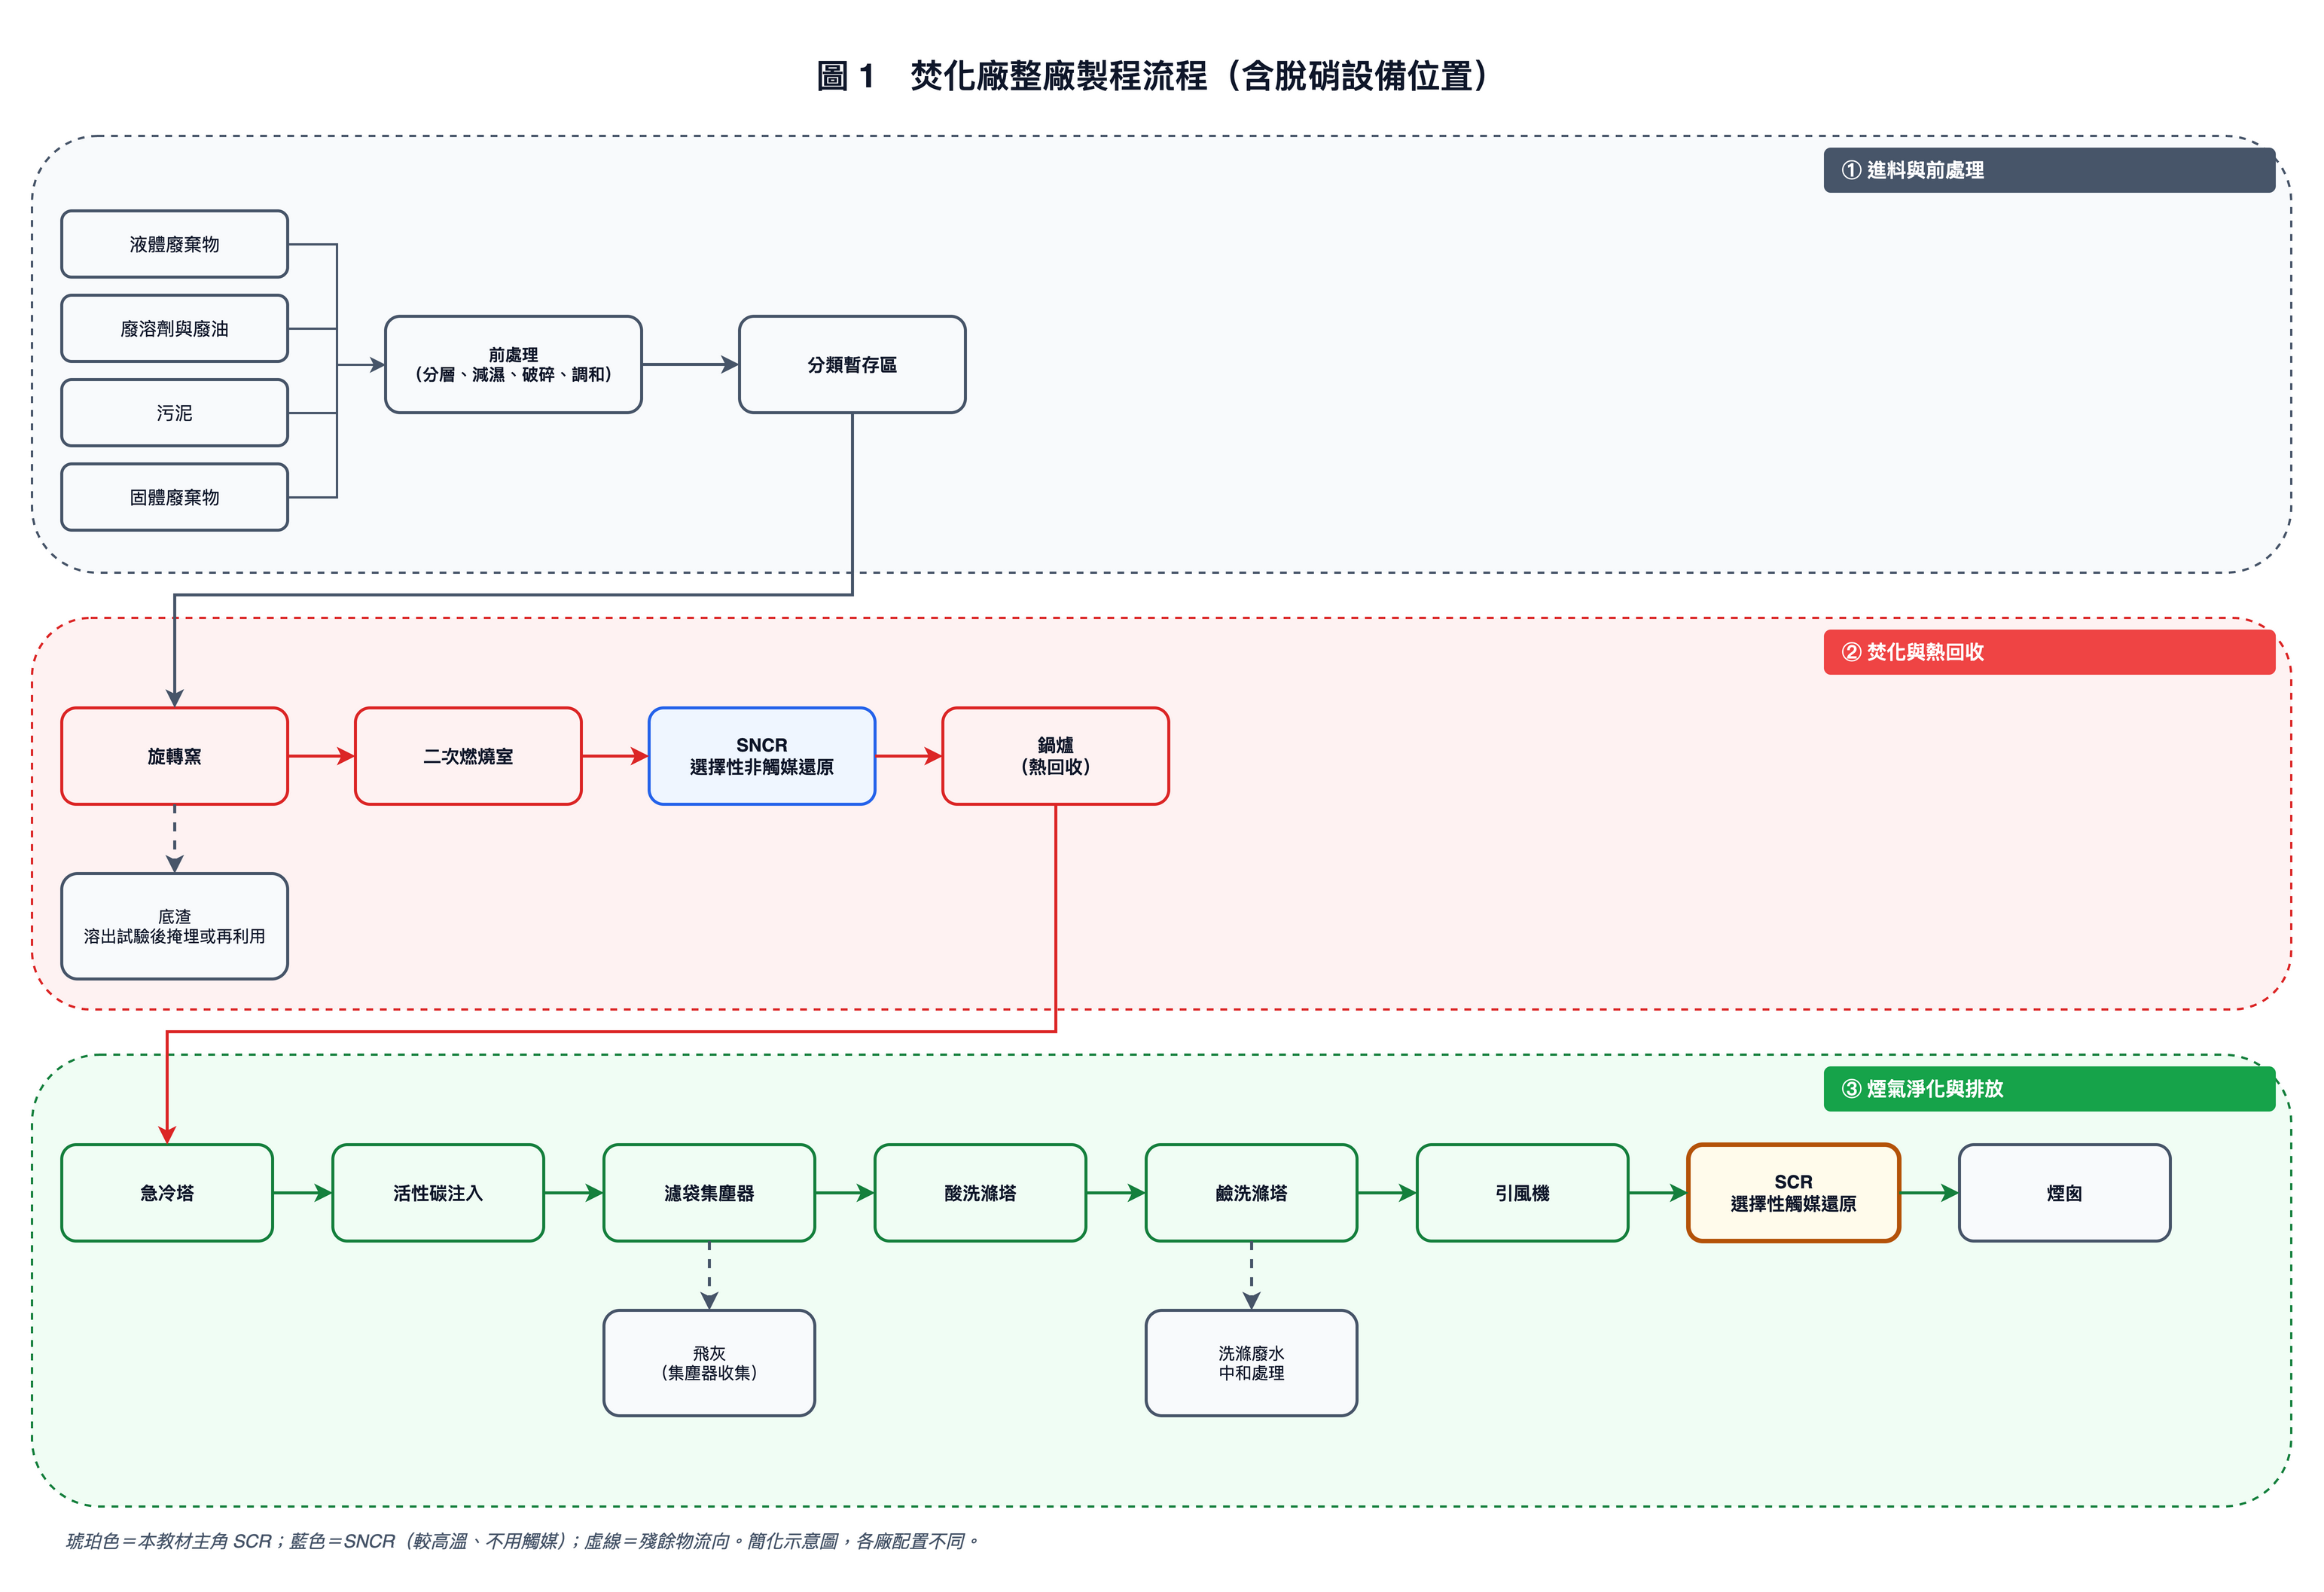 圖 1　焚化廠整廠製程流程（含脫硝設備位置）
① 進料與前處理
液體廢棄物
廢溶劑與廢油
污泥
固體廢棄物
前處理
（分層、減濕、破碎、調和）
分類暫存區
② 焚化與熱回收
旋轉窯
二次燃燒室
SNCR
選擇性非觸媒還原
鍋爐
（熱回收）
底渣
溶出試驗後掩埋或再利用
③ 煙氣淨化與排放
急冷塔
活性碳注入
濾袋集塵器
酸洗滌塔
鹼洗滌塔
引風機
SCR
選擇性觸媒還原
煙囪
飛灰
（集塵器收集）
洗滌廢水
中和處理
琥珀色＝本教材主角 SCR；藍色＝SNCR（較高溫、不用觸媒）；虛線＝殘餘物流向。簡化示意圖，各廠配置不同。